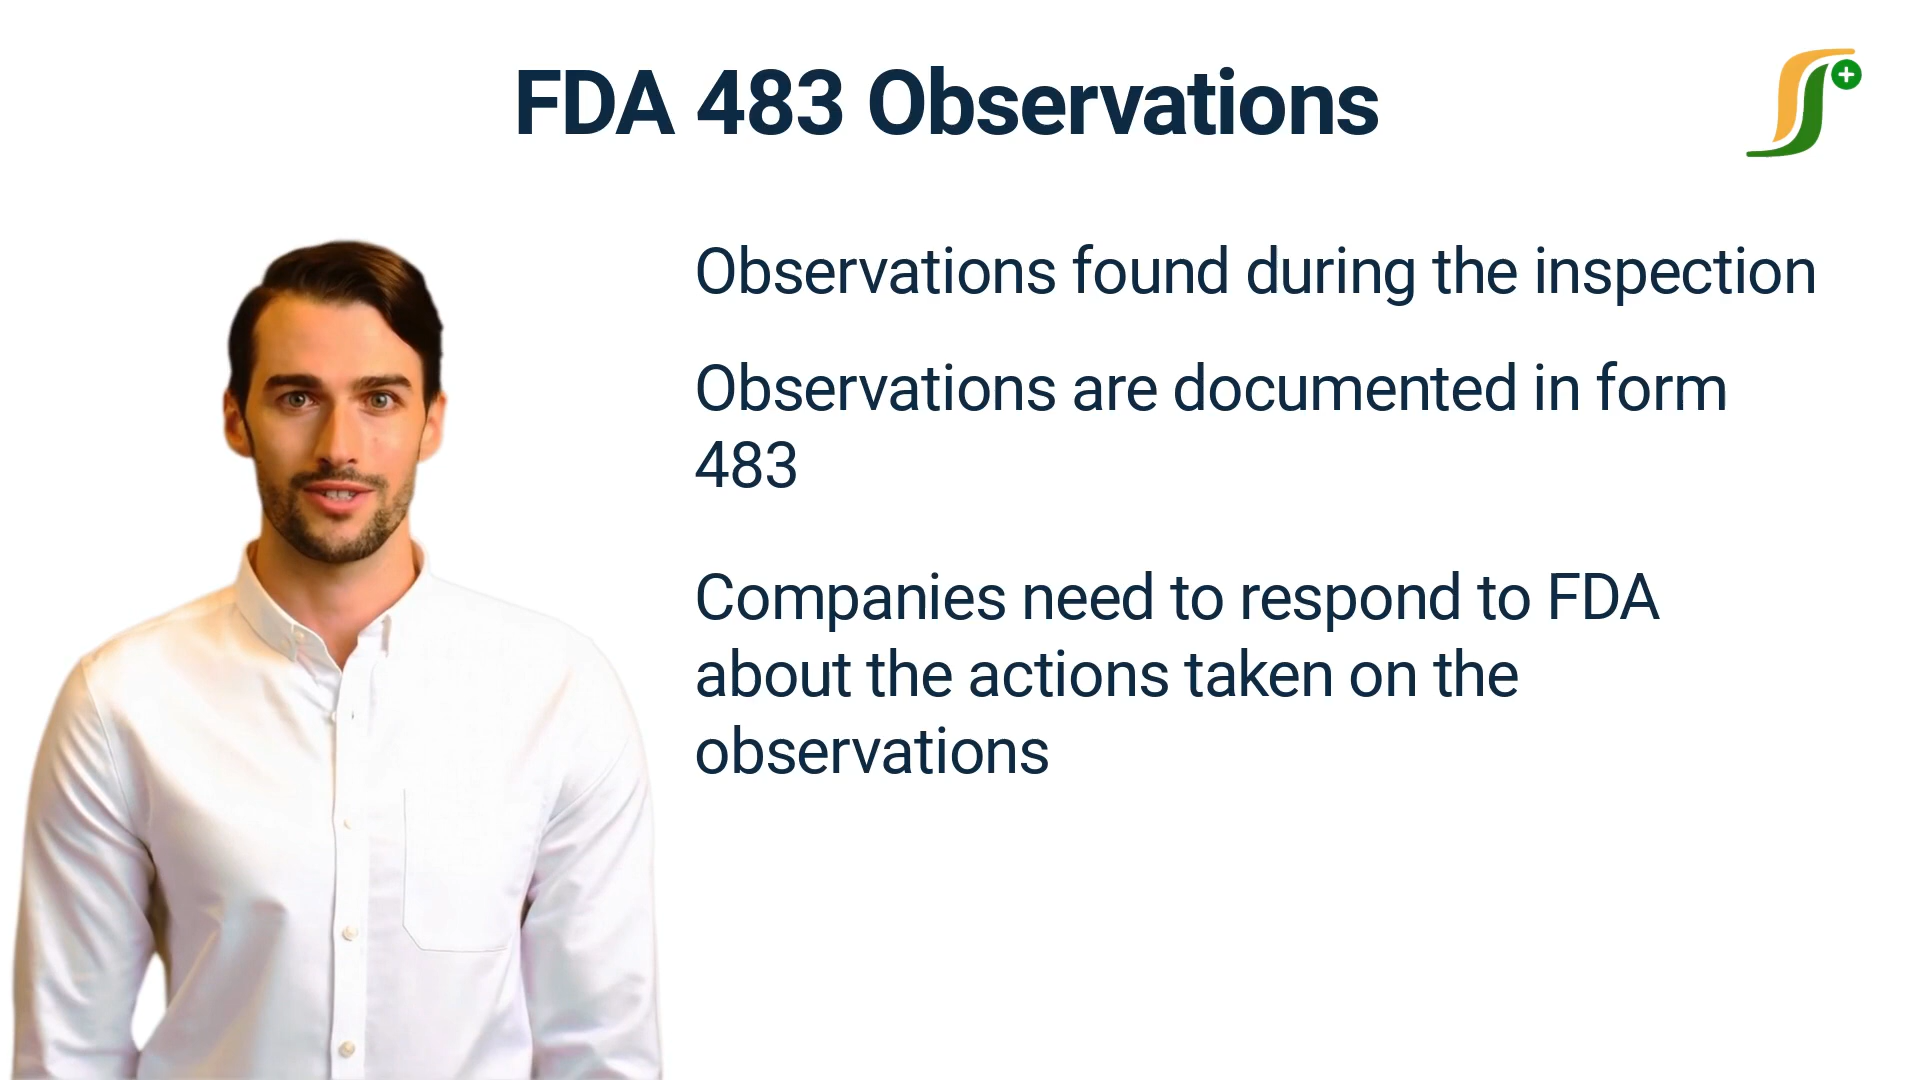 FDA 483 Observations
Observations found during the inspection
Observations are documented in form
483
Companies need to respond to FDA
about the actions taken on the
observations